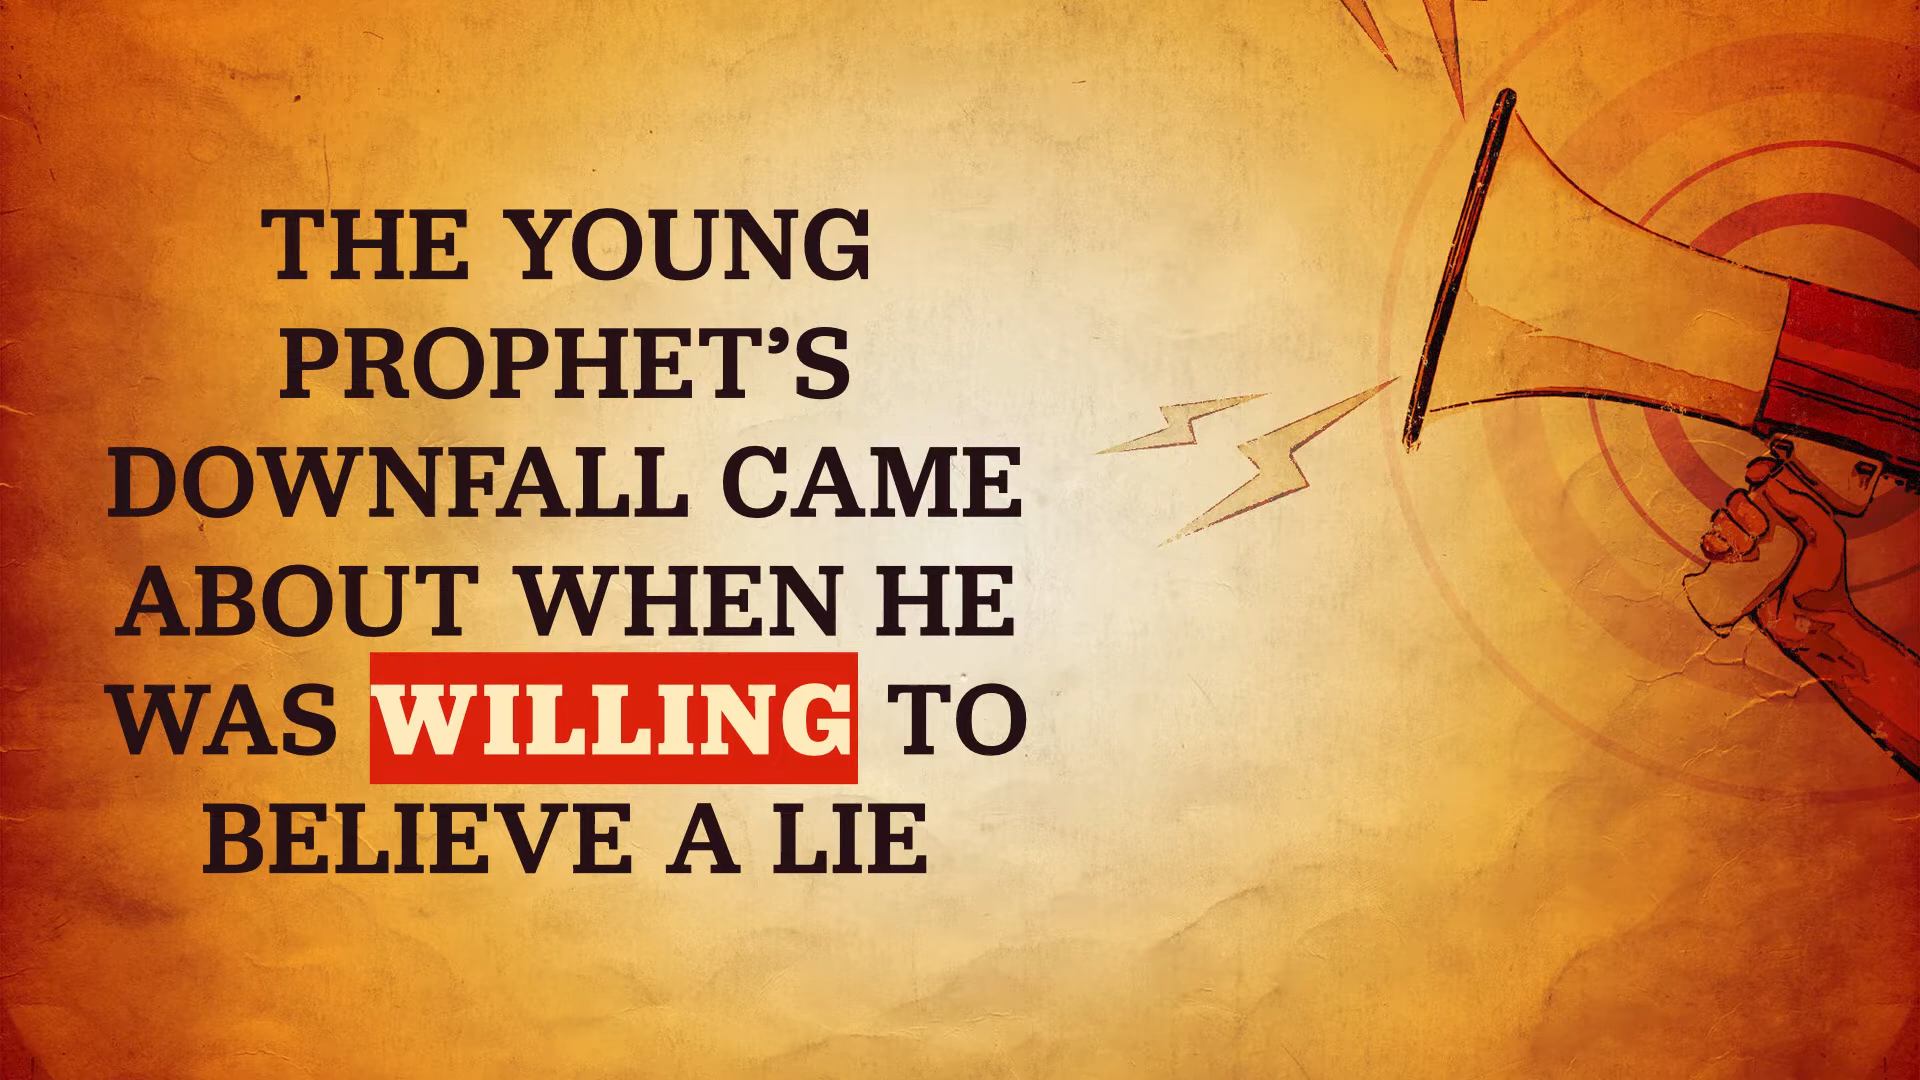 THE YOUNG
PROPHET’S
DOWNFALL CAME
ABOUT WHEN HE
WAS WILLING TO
BELIEVE A LIE